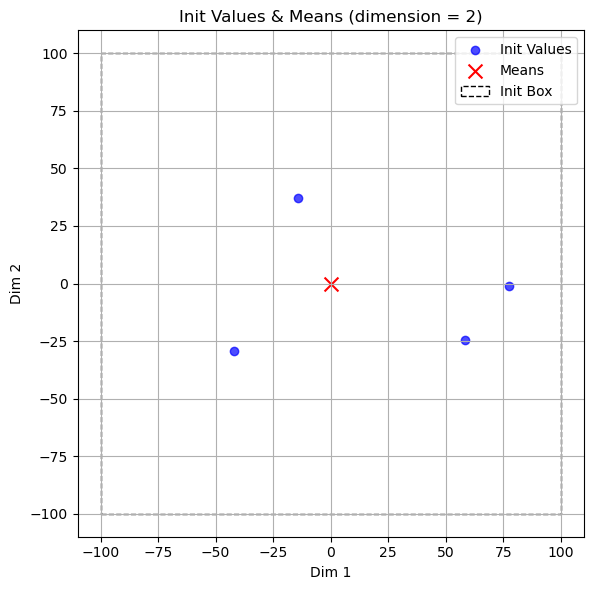 Init Values & Means (dimension = 2)
Init Values
Means
Init Box
100
75
50
25
0
−25
−50
−75
−100
Dim 2
−100 −75 −50 −25 0 25 50 75 100
Dim 1